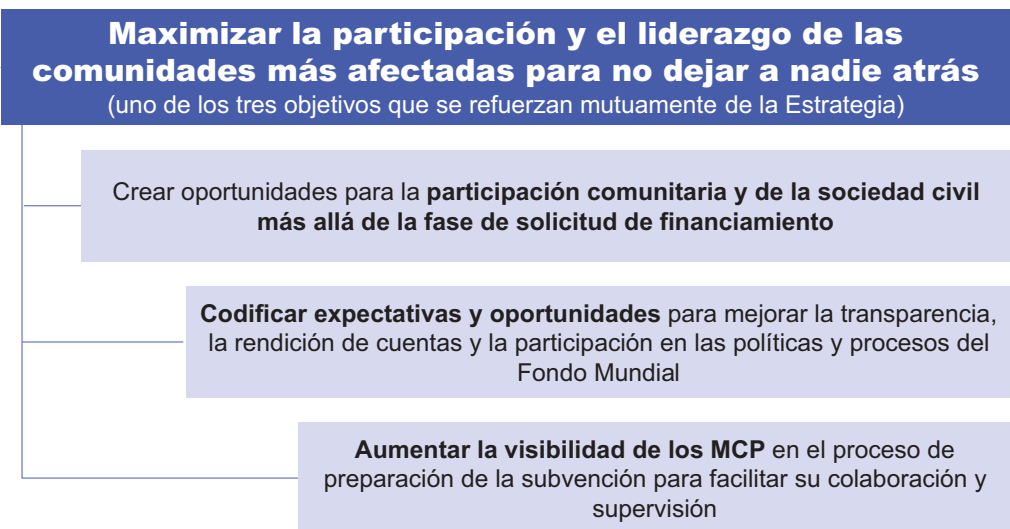 Maximizar la participación y el liderazgo de las
comunidades más afectadas para no dejar a nadie atrás
(uno de los tres objetivos que se refuerzan mutuamente de la Estrategia)
Crear oportunidades para la participación comunitaria y de la sociedad civil
más allá de la fase de solicitud de financiamiento
Codificar expectativas y oportunidades para mejorar la transparencia,
la rendición de cuentas y la participación en las políticas y procesos del
Fondo Mundial
Aumentar la visibilidad de los MCP en el proceso de
preparación de la subvención para facilitar su colaboración y
supervisión